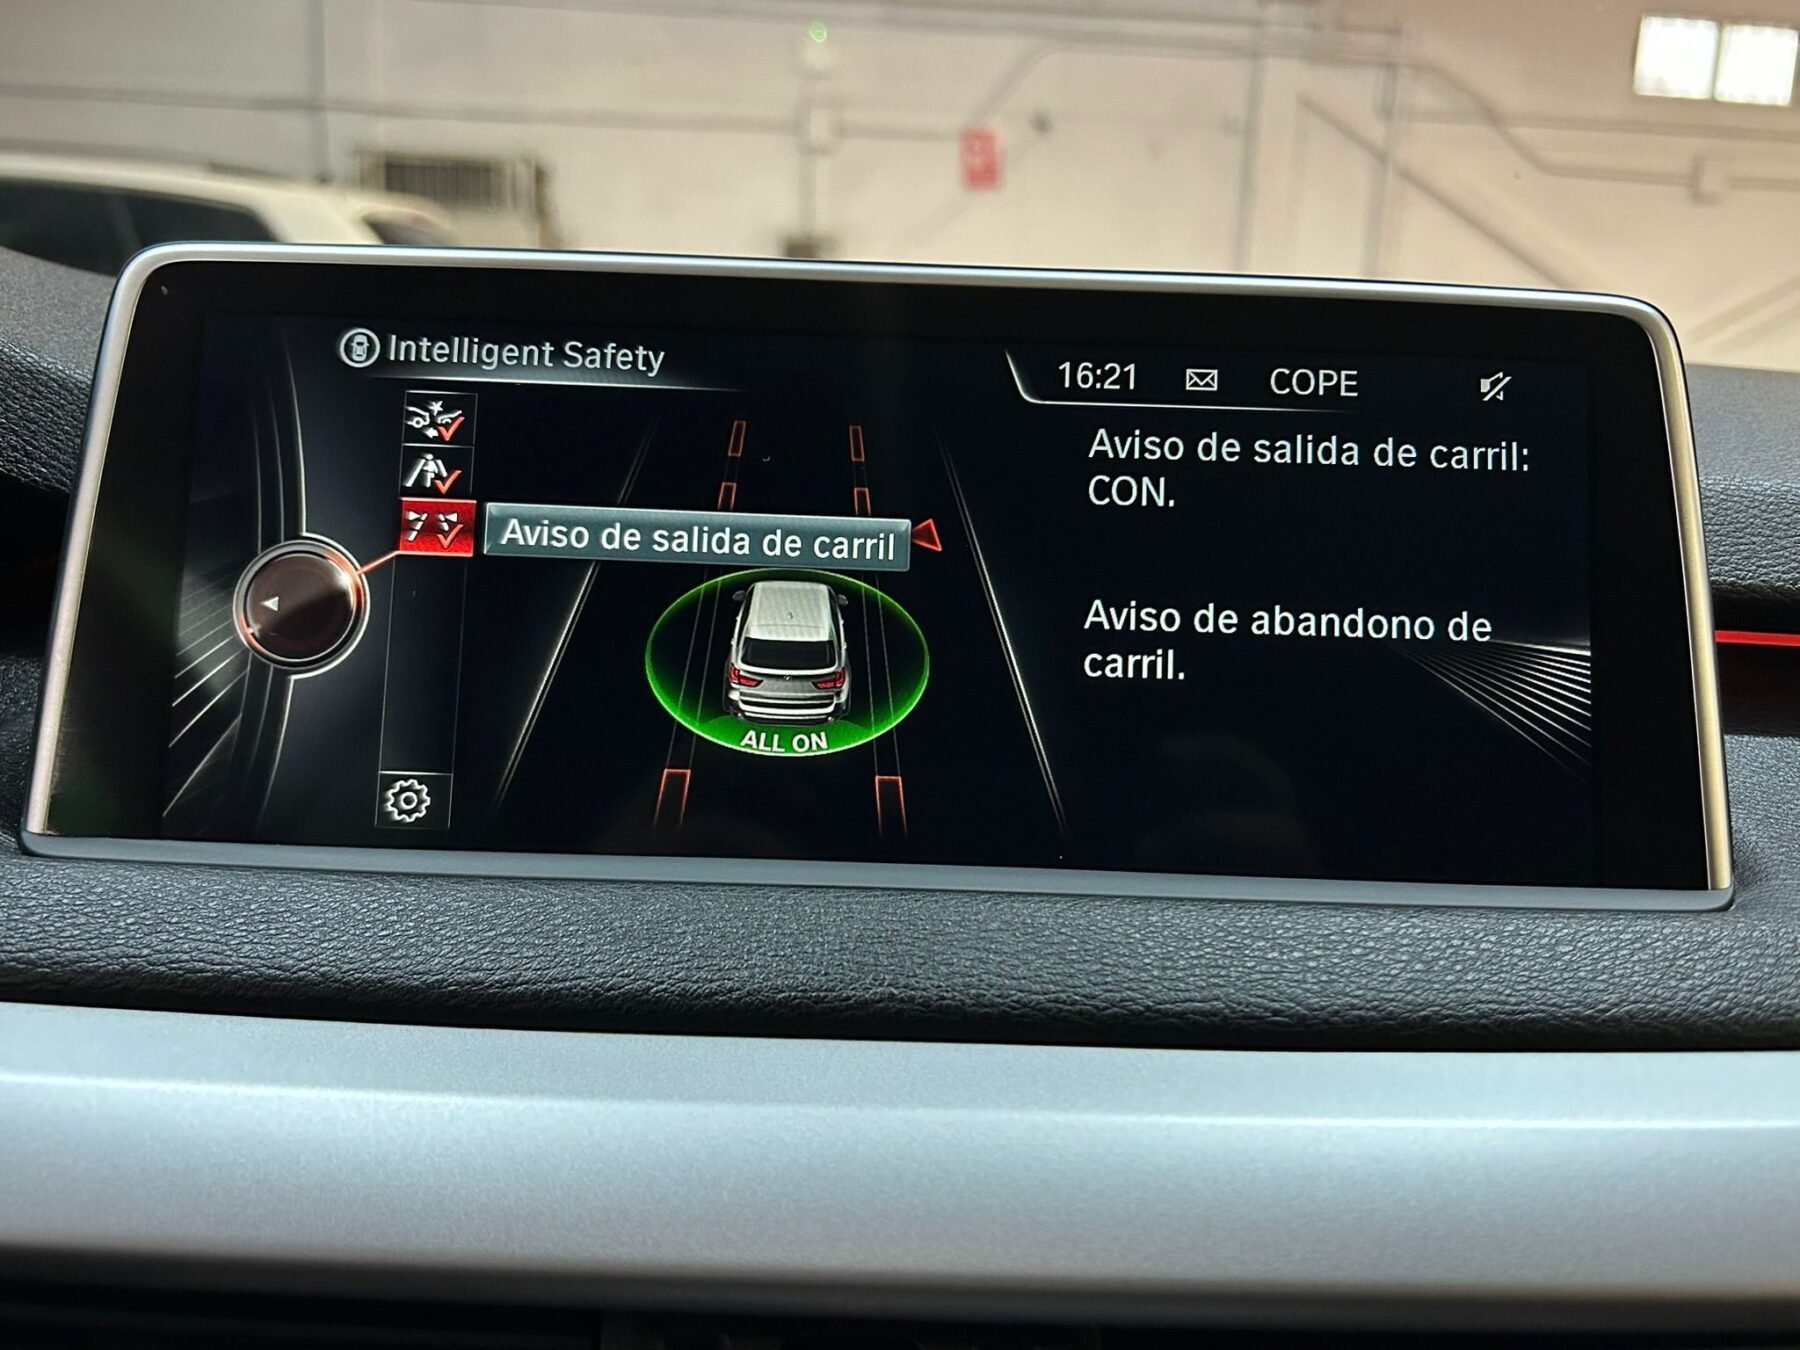 Intelligent Safety
16:21 COPE
Aviso de salida de carril:
CON.
Aviso de salida de carril
Aviso de abandono de
carril.
ALL ON